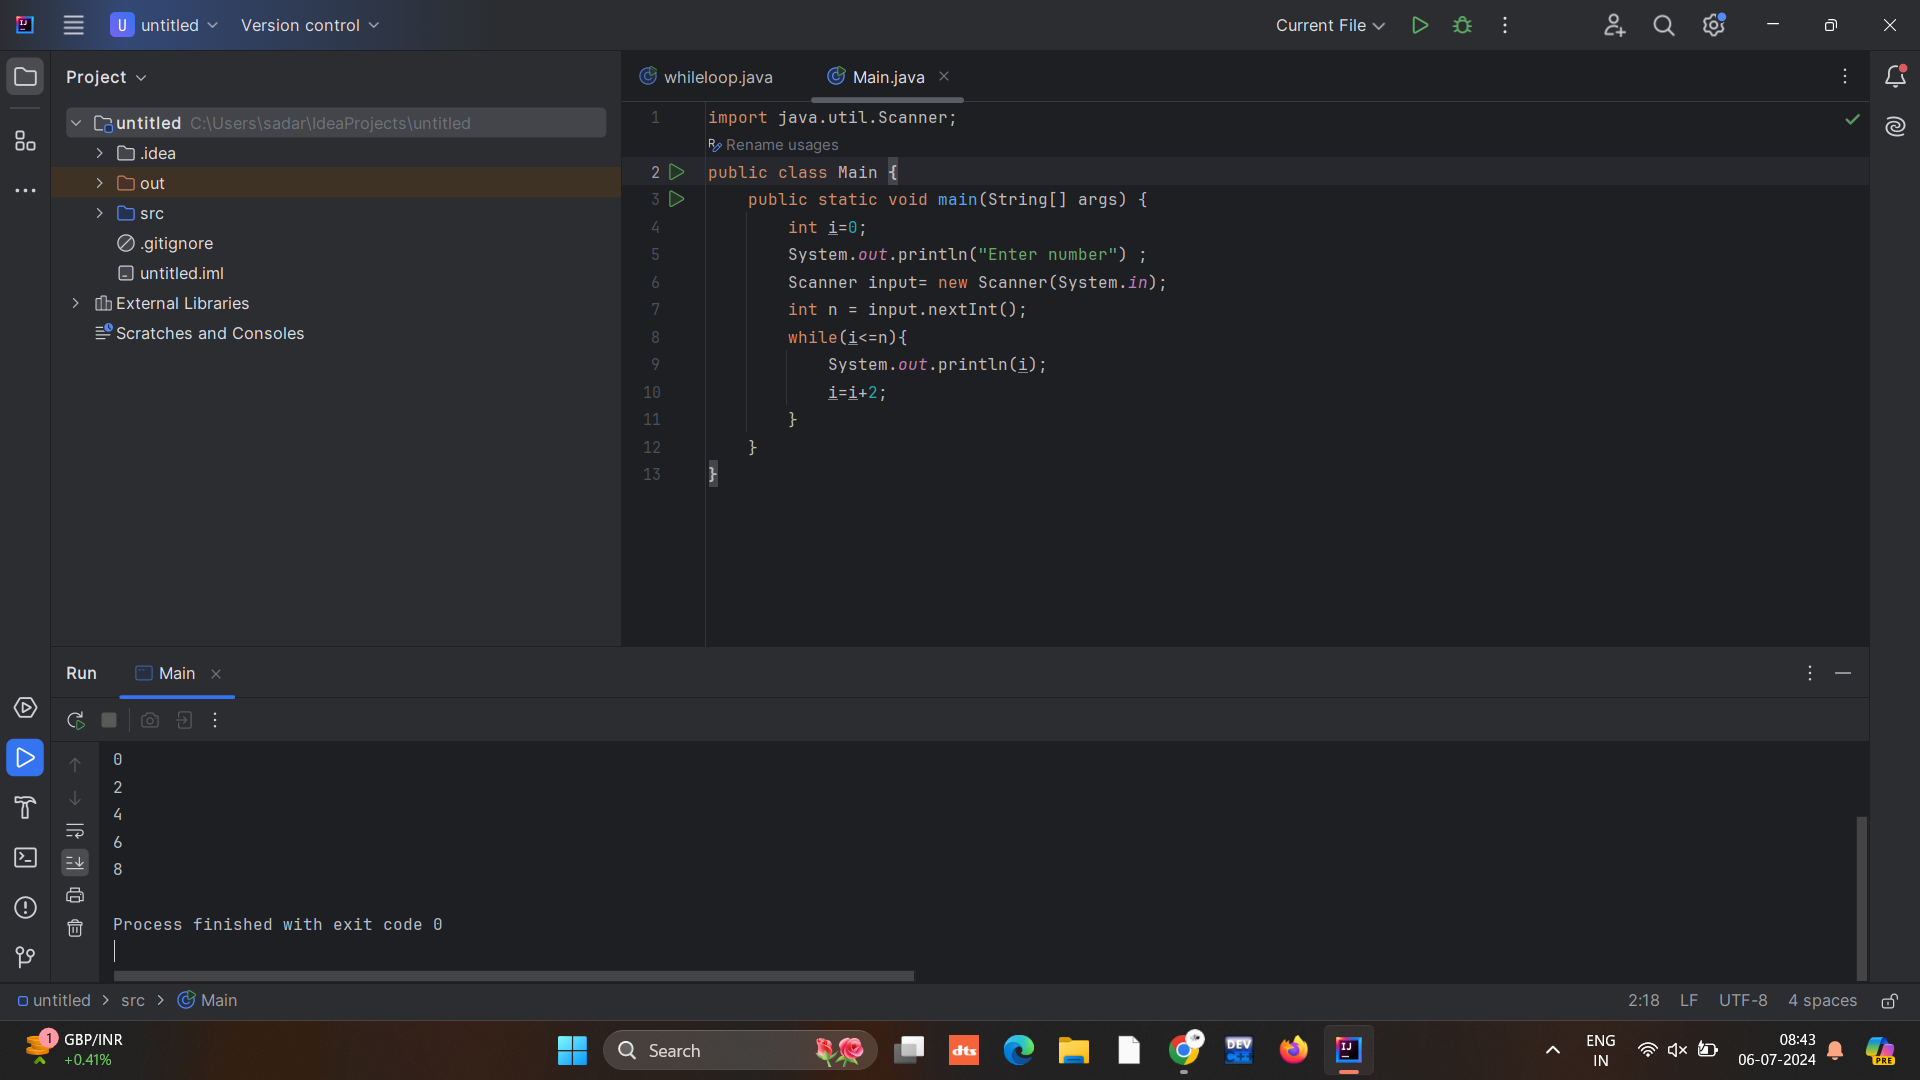 U untitled Version control Current File
Project
whileloop.java Main.java
untitled C:\Users\sadar\IdeaProjects\untitled
.idea
out
src
.gitignore
untitled.iml
External Libraries
Scratches and Consoles
1 import java.util.Scanner;
Rename usages
2 public class Main {
3 public static void main(String[] args) {
4 int i=0;
5 System.out.println("Enter number") ;
6 Scanner input= new Scanner(System.in);
7 int n = input.nextInt();
8 while(i<=n){
9 System.out.println(i);
10 i=i+2;
11 }
12 }
13 }
Run Main
0
2
4
6
8
Process finished with exit code 0
untitled > src > Main
2:18 LF UTF-8 4 spaces
1 GBP/INR
+0.41%
Search
dts
DEV
C++
IJ
ENG
IN
08:43
06-07-2024
PRE